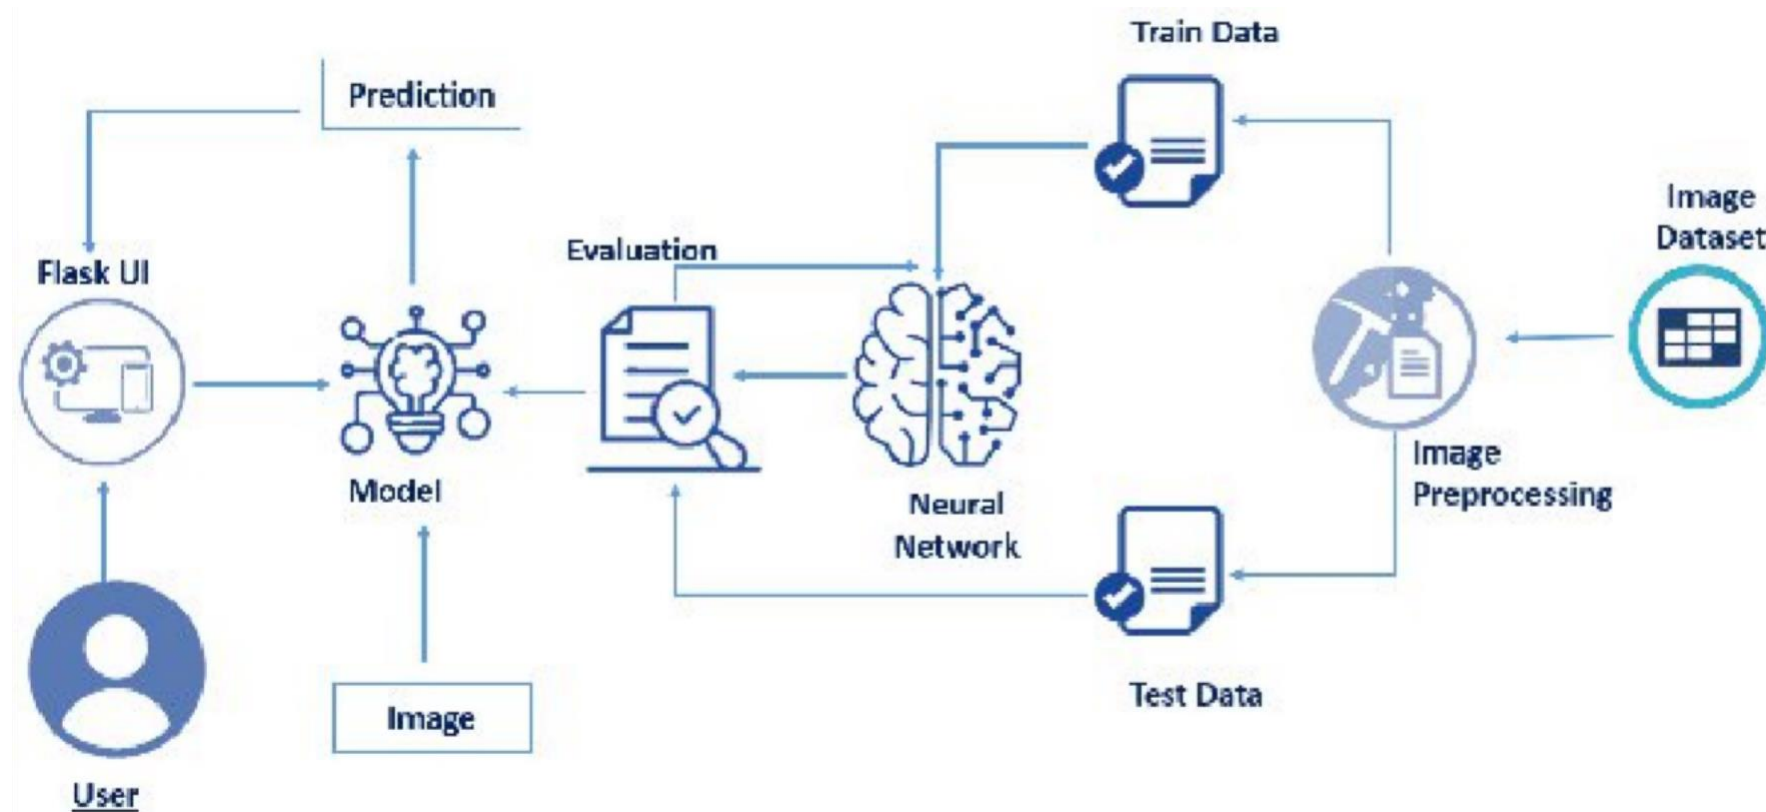 Train Data
Prediction
Image
Dataset
Evaluation
Flask UI
Image
Preprocessing
Model
Neural
Network
Test Data
Image
User